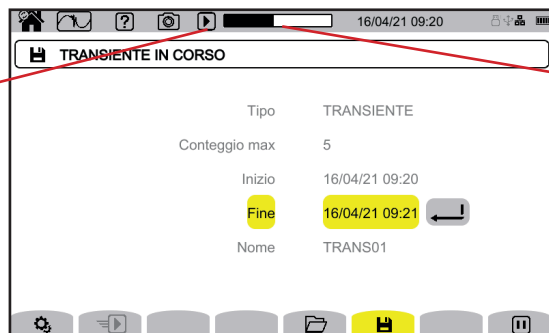 ?
16/04/21 09:20
TRANSIENTE IN CORSO
Tipo TRANSIENTE
Conteggio max 5
Inizio 16/04/21 09:20
Fine 16/04/21 09:21
Nome TRANS01